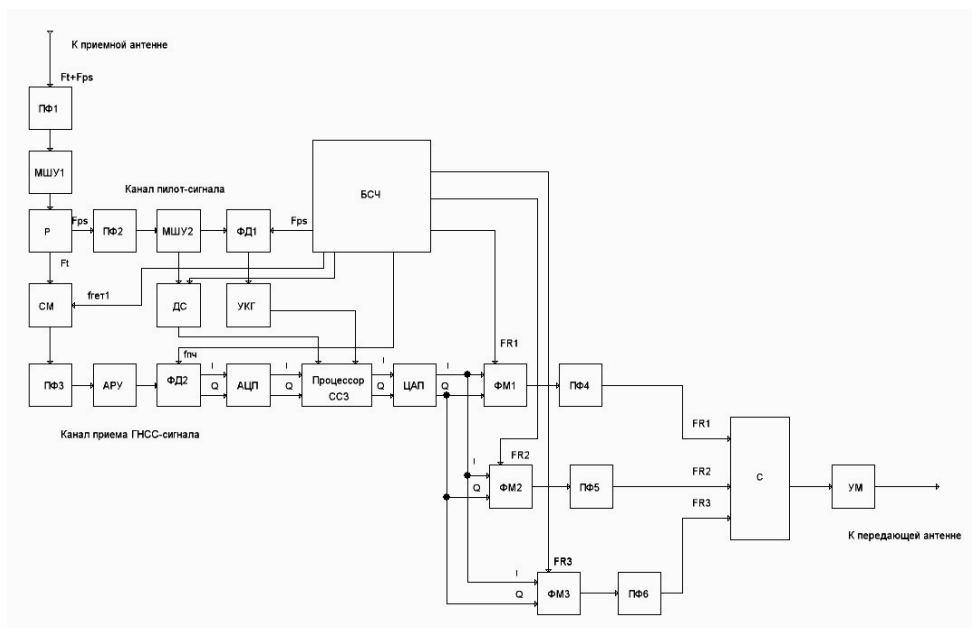 К приемной антенне
Ft+Fps
ПФ1
МШУ1
БСЧ
Канал пилот-сигнала
Р
Fps
ПФ2
МШУ2
ФД1
Fps
Ft
СМ
fгет1
ДС
УКГ
FR1
fпч
ПФ3
АРУ
ФД2
I
Q
АЦП
I
Q
Процессор
ССЗ
I
Q
ЦАП
I
Q
ФМ1
ПФ4
Канал приема ГНСС-сигнала
FR1
FR2
I
Q
ФМ2
ПФ5
FR2
С
УМ
FR3
К передающей антенне
FR3
I
Q
ФМ3
ПФ6